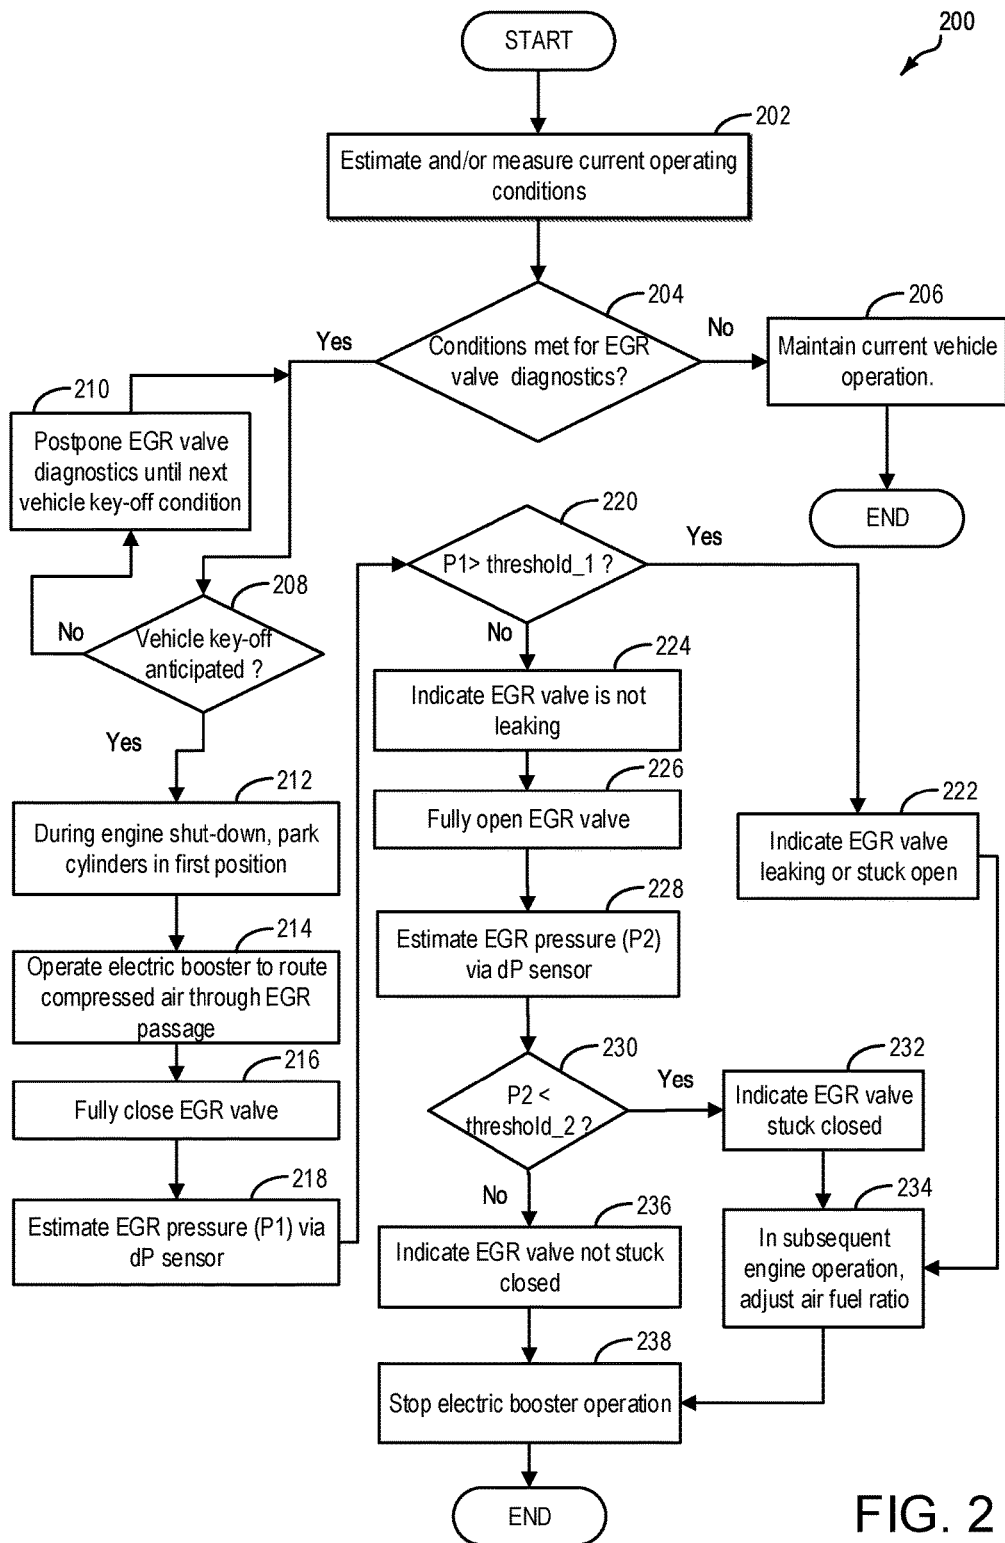 START
200
202
Estimate and/or measure current operating
conditions
204
Conditions met for EGR
valve diagnostics?
Yes
No
206
Maintain current vehicle
operation.
END
210
Postpone EGR valve
diagnostics until next
vehicle key-off condition
208
Vehicle key-off
anticipated ?
No
Yes
212
During engine shut-down, park
cylinders in first position
214
Operate electric booster to route
compressed air through EGR
passage
216
Fully close EGR valve
218
Estimate EGR pressure (P1) via
dP sensor
220
P1> threshold_1 ?
Yes
No
222
Indicate EGR valve
leaking or stuck open
224
Indicate EGR valve is not
leaking
226
Fully open EGR valve
228
Estimate EGR pressure (P2)
via dP sensor
230
P2 <
threshold_2 ?
Yes
No
232
Indicate EGR valve
stuck closed
234
In subsequent
engine operation,
adjust air fuel ratio
236
Indicate EGR valve not stuck
closed
238
Stop electric booster operation
END
FIG. 2